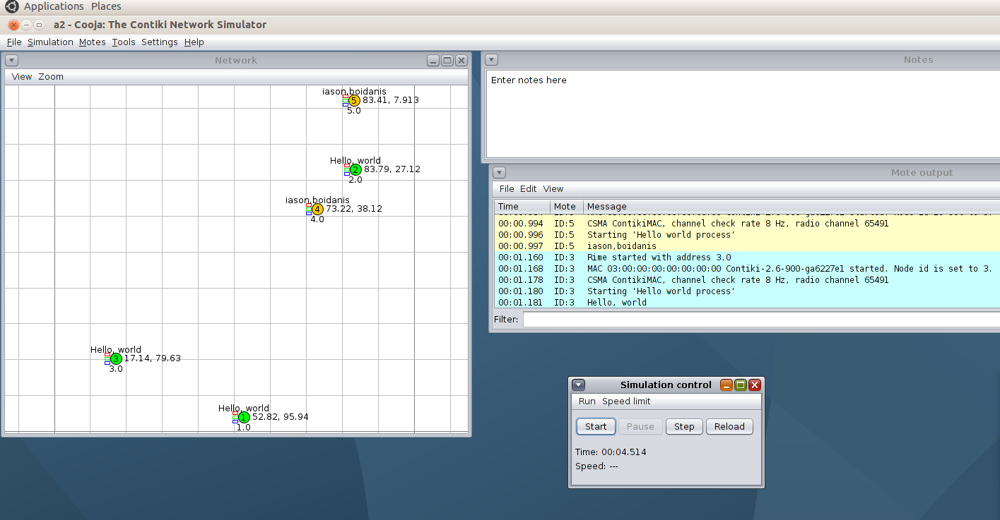 Applications Places
a2 - Cooja: The Contiki Network Simulator
File Simulation Motes Tools Settings Help
Network
View Zoom
iason,boidanis
5 83.41, 7.913
5.0
Hello, world
2 83.79, 27.12
2.0
iason,boidanis
4 73.22, 38.12
4.0
Hello, world
3 17.14, 79.63
3.0
Hello, world
1 52.82, 95.94
1.0
Notes
Enter notes here
Mote output
File Edit View
Time Mote Message
00:00.994 ID:5 CSMA ContikiMAC, channel check rate 8 Hz, radio channel 65491
00:00.996 ID:5 Starting 'Hello world process'
00:00.997 ID:5 iason,boidanis
00:01.160 ID:3 Rime started with address 3.0
00:01.168 ID:3 MAC 03:00:00:00:00:00:00:00 Contiki-2.6-900-ga6227e1 started. Node id is set to 3.
00:01.178 ID:3 CSMA ContikiMAC, channel check rate 8 Hz, radio channel 65491
00:01.180 ID:3 Starting 'Hello world process'
00:01.181 ID:3 Hello, world
Filter:
Simulation control
Run Speed limit
Start Pause Step Reload
Time: 00:04.514
Speed: ---